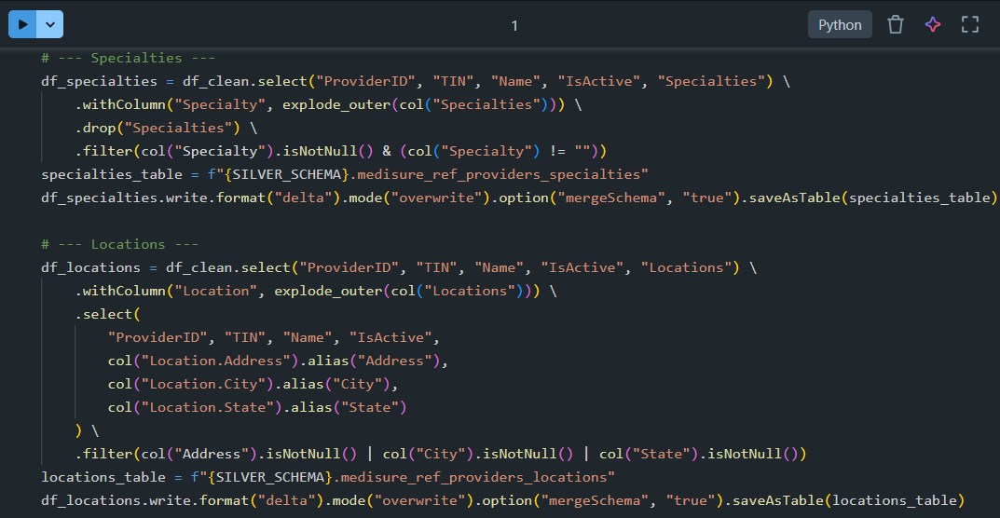 1
Python
# --- Specialties ---
df_specialties = df_clean.select("ProviderID", "TIN", "Name", "IsActive", "Specialties") \
    .withColumn("Specialty", explode_outer(col("Specialties"))) \
    .drop("Specialties") \
    .filter(col("Specialty").isNotNull() & (col("Specialty") != ""))
specialties_table = f"{SILVER_SCHEMA}.medisure_ref_providers_specialties"
df_specialties.write.format("delta").mode("overwrite").option("mergeSchema", "true").saveAsTable(specialties_table)
# --- Locations ---
df_locations = df_clean.select("ProviderID", "TIN", "Name", "IsActive", "Locations") \
    .withColumn("Location", explode_outer(col("Locations"))) \
    .select(
        "ProviderID", "TIN", "Name", "IsActive",
        col("Location.Address").alias("Address"),
        col("Location.City").alias("City"),
        col("Location.State").alias("State")
    ) \
    .filter(col("Address").isNotNull() | col("City").isNotNull() | col("State").isNotNull())
locations_table = f"{SILVER_SCHEMA}.medisure_ref_providers_locations"
df_locations.write.format("delta").mode("overwrite").option("mergeSchema", "true").saveAsTable(locations_table)